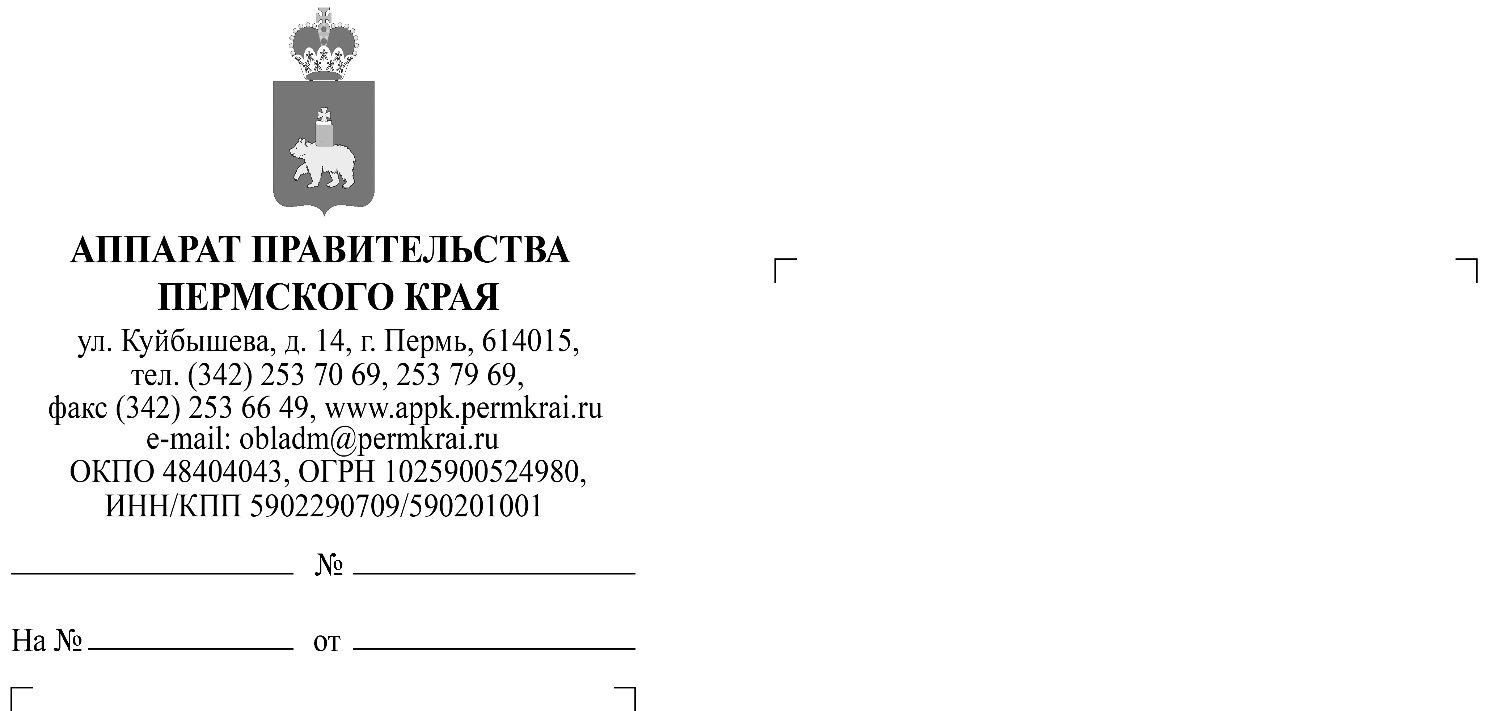 АППАРАТ ПРАВИТЕЛЬСТВА
ПЕРМСКОГО КРАЯ
ул. Куйбышева, д. 14, г. Пермь, 614015,
тел. (342) 253 70 69, 253 79 69,
факс (342) 253 66 49, www.appk.permkrai.ru
e-mail: obladm@permkrai.ru
ОКПО 48404043, ОГРН 1025900524980,
ИНН/КПП 5902290709/590201001
№
На № от